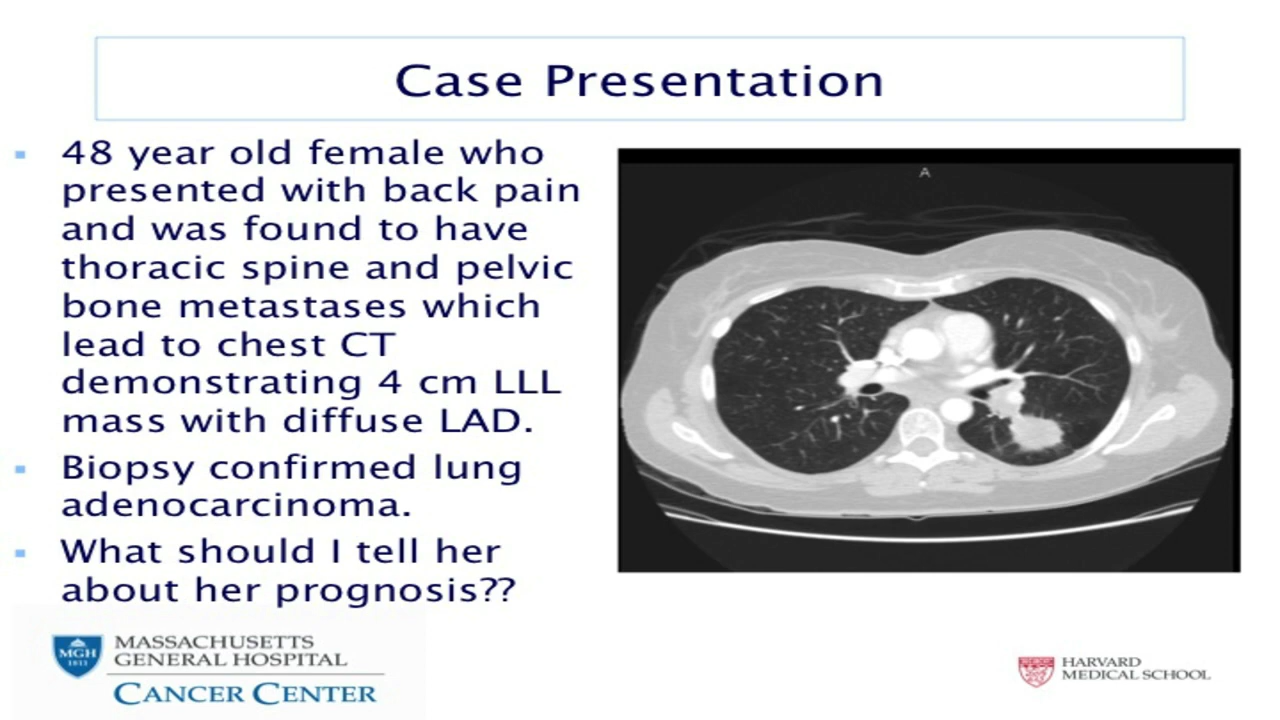 Case Presentation
48 year old female who
presented with back pain
and was found to have
thoracic spine and pelvic
bone metastases which
lead to chest CT
demonstrating 4 cm LLL
mass with diffuse LAD.
Biopsy confirmed lung
adenocarcinoma.
What should I tell her
about her prognosis??
A
MGH
1811
MASSACHUSETTS
GENERAL HOSPITAL
CANCER CENTER
HARVARD
MEDICAL SCHOOL